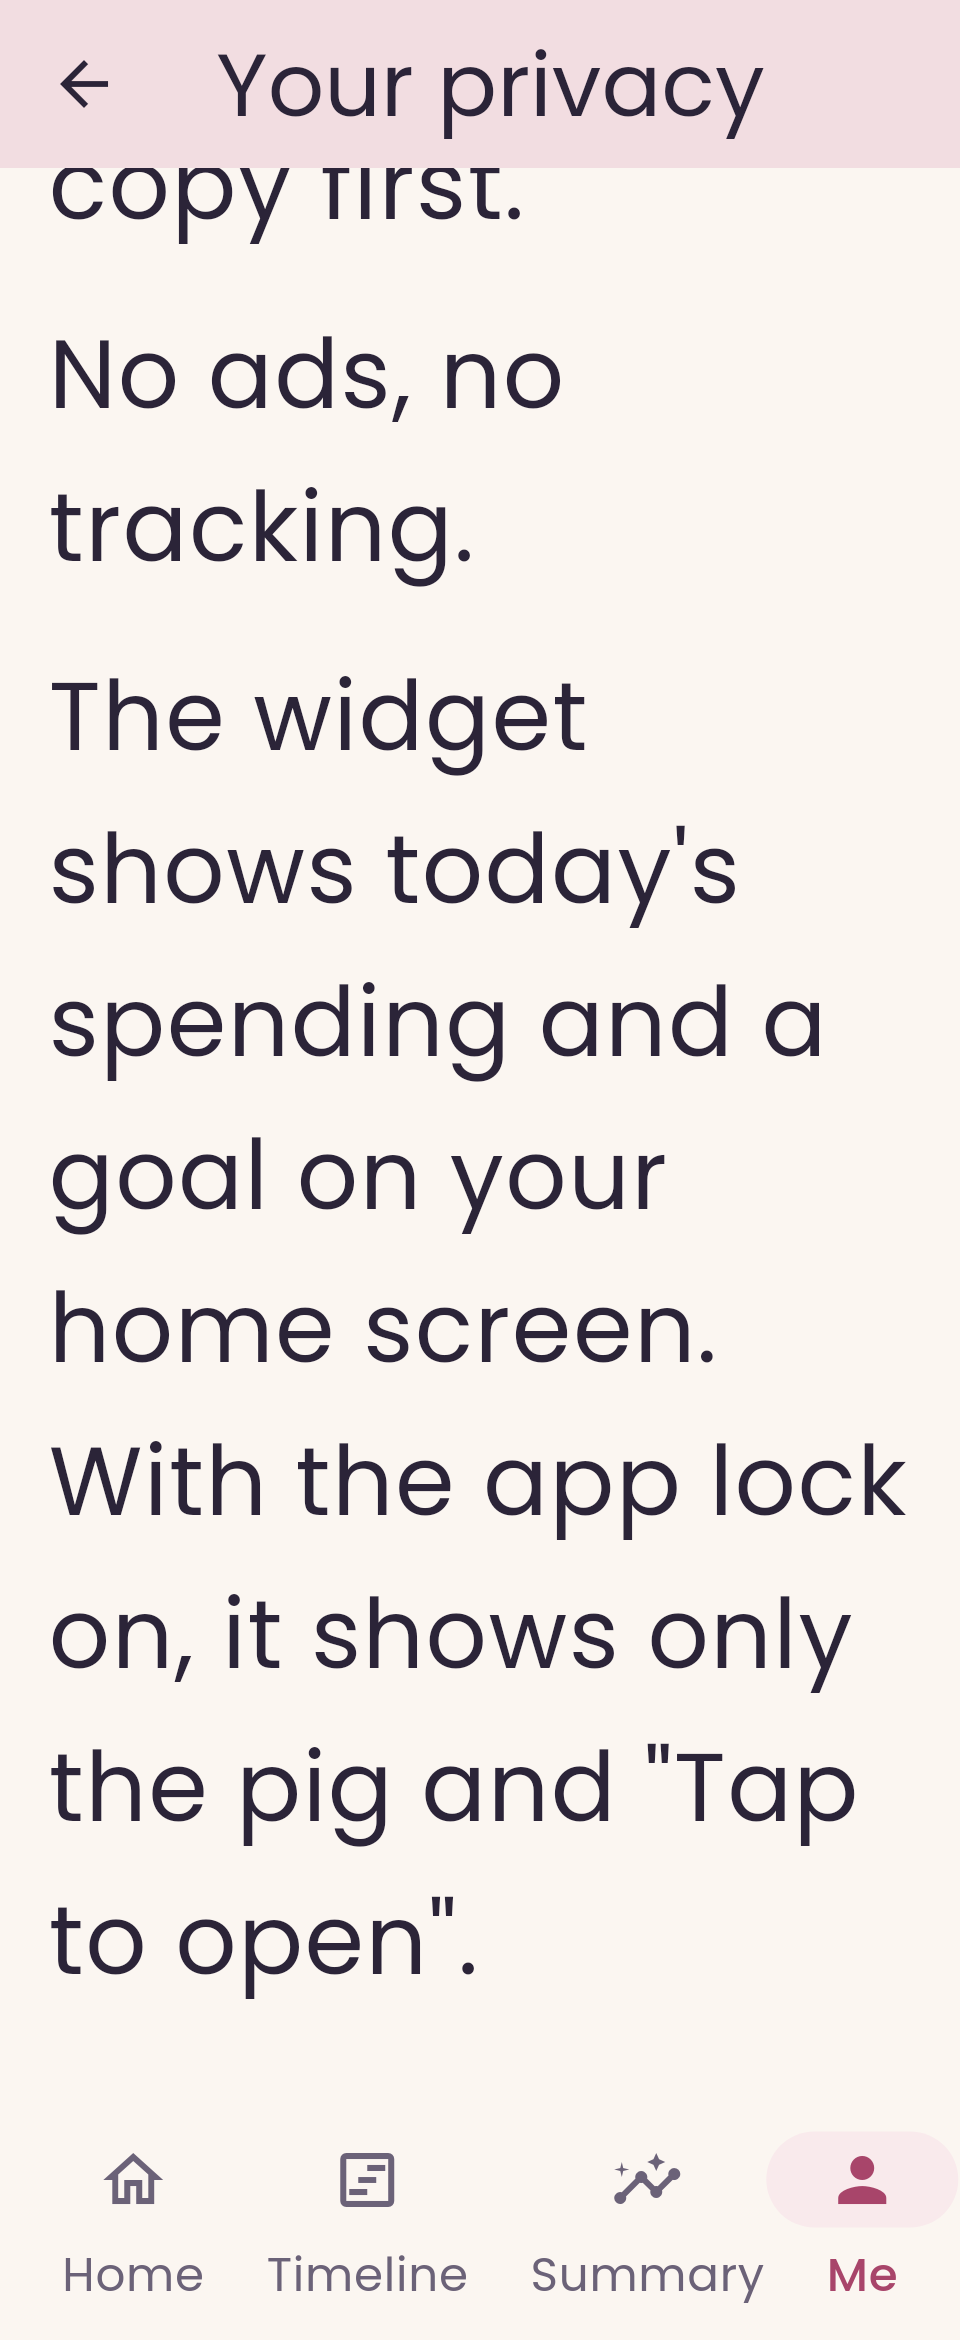 Your privacy
copy first.
No ads, no
tracking.
The widget
shows today's
spending and a
goal on your
home screen.
With the app lock
on, it shows only
the pig and "Tap
to open".
Home Timeline Summary Me